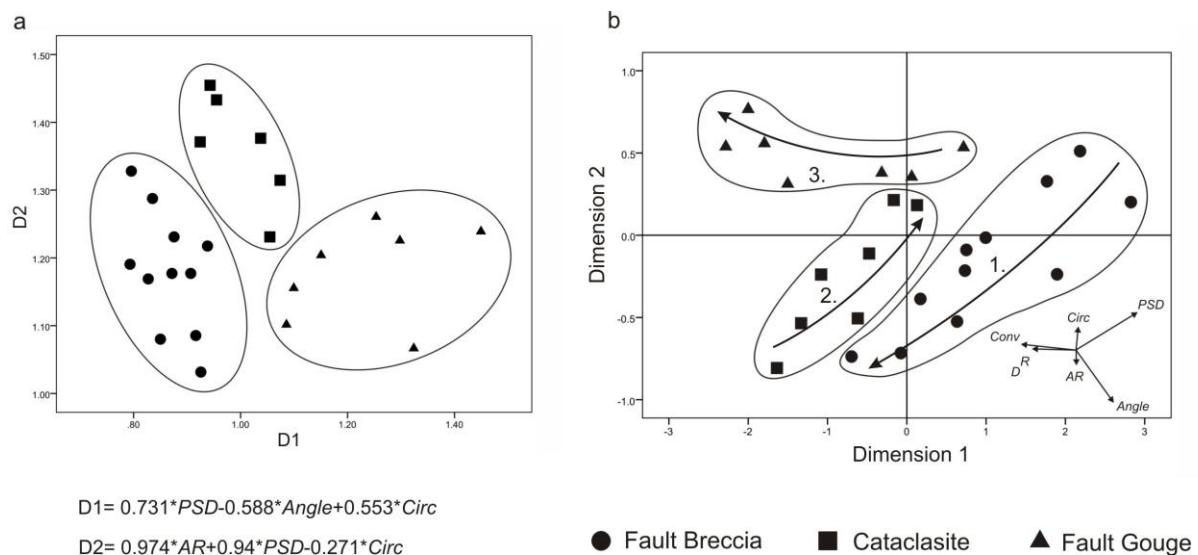 a
b
1.50
1.40
1.30
1.20
1.10
1.00
D2
.80
1.00
1.20
1.40
D1
1.0
0.5
0.0
-0.5
-1.0
Dimension 2
3.
2.
1.
Circ
PSD
Conv
R
D
AR
Angle
-3
-2
-1
0
1
2
3
Dimension 1
D1= 0.731*PSD-0.588*Angle+0.553*Circ
D2= 0.974*AR+0.94*PSD-0.271*Circ
Fault Breccia
Cataclasite
Fault Gouge